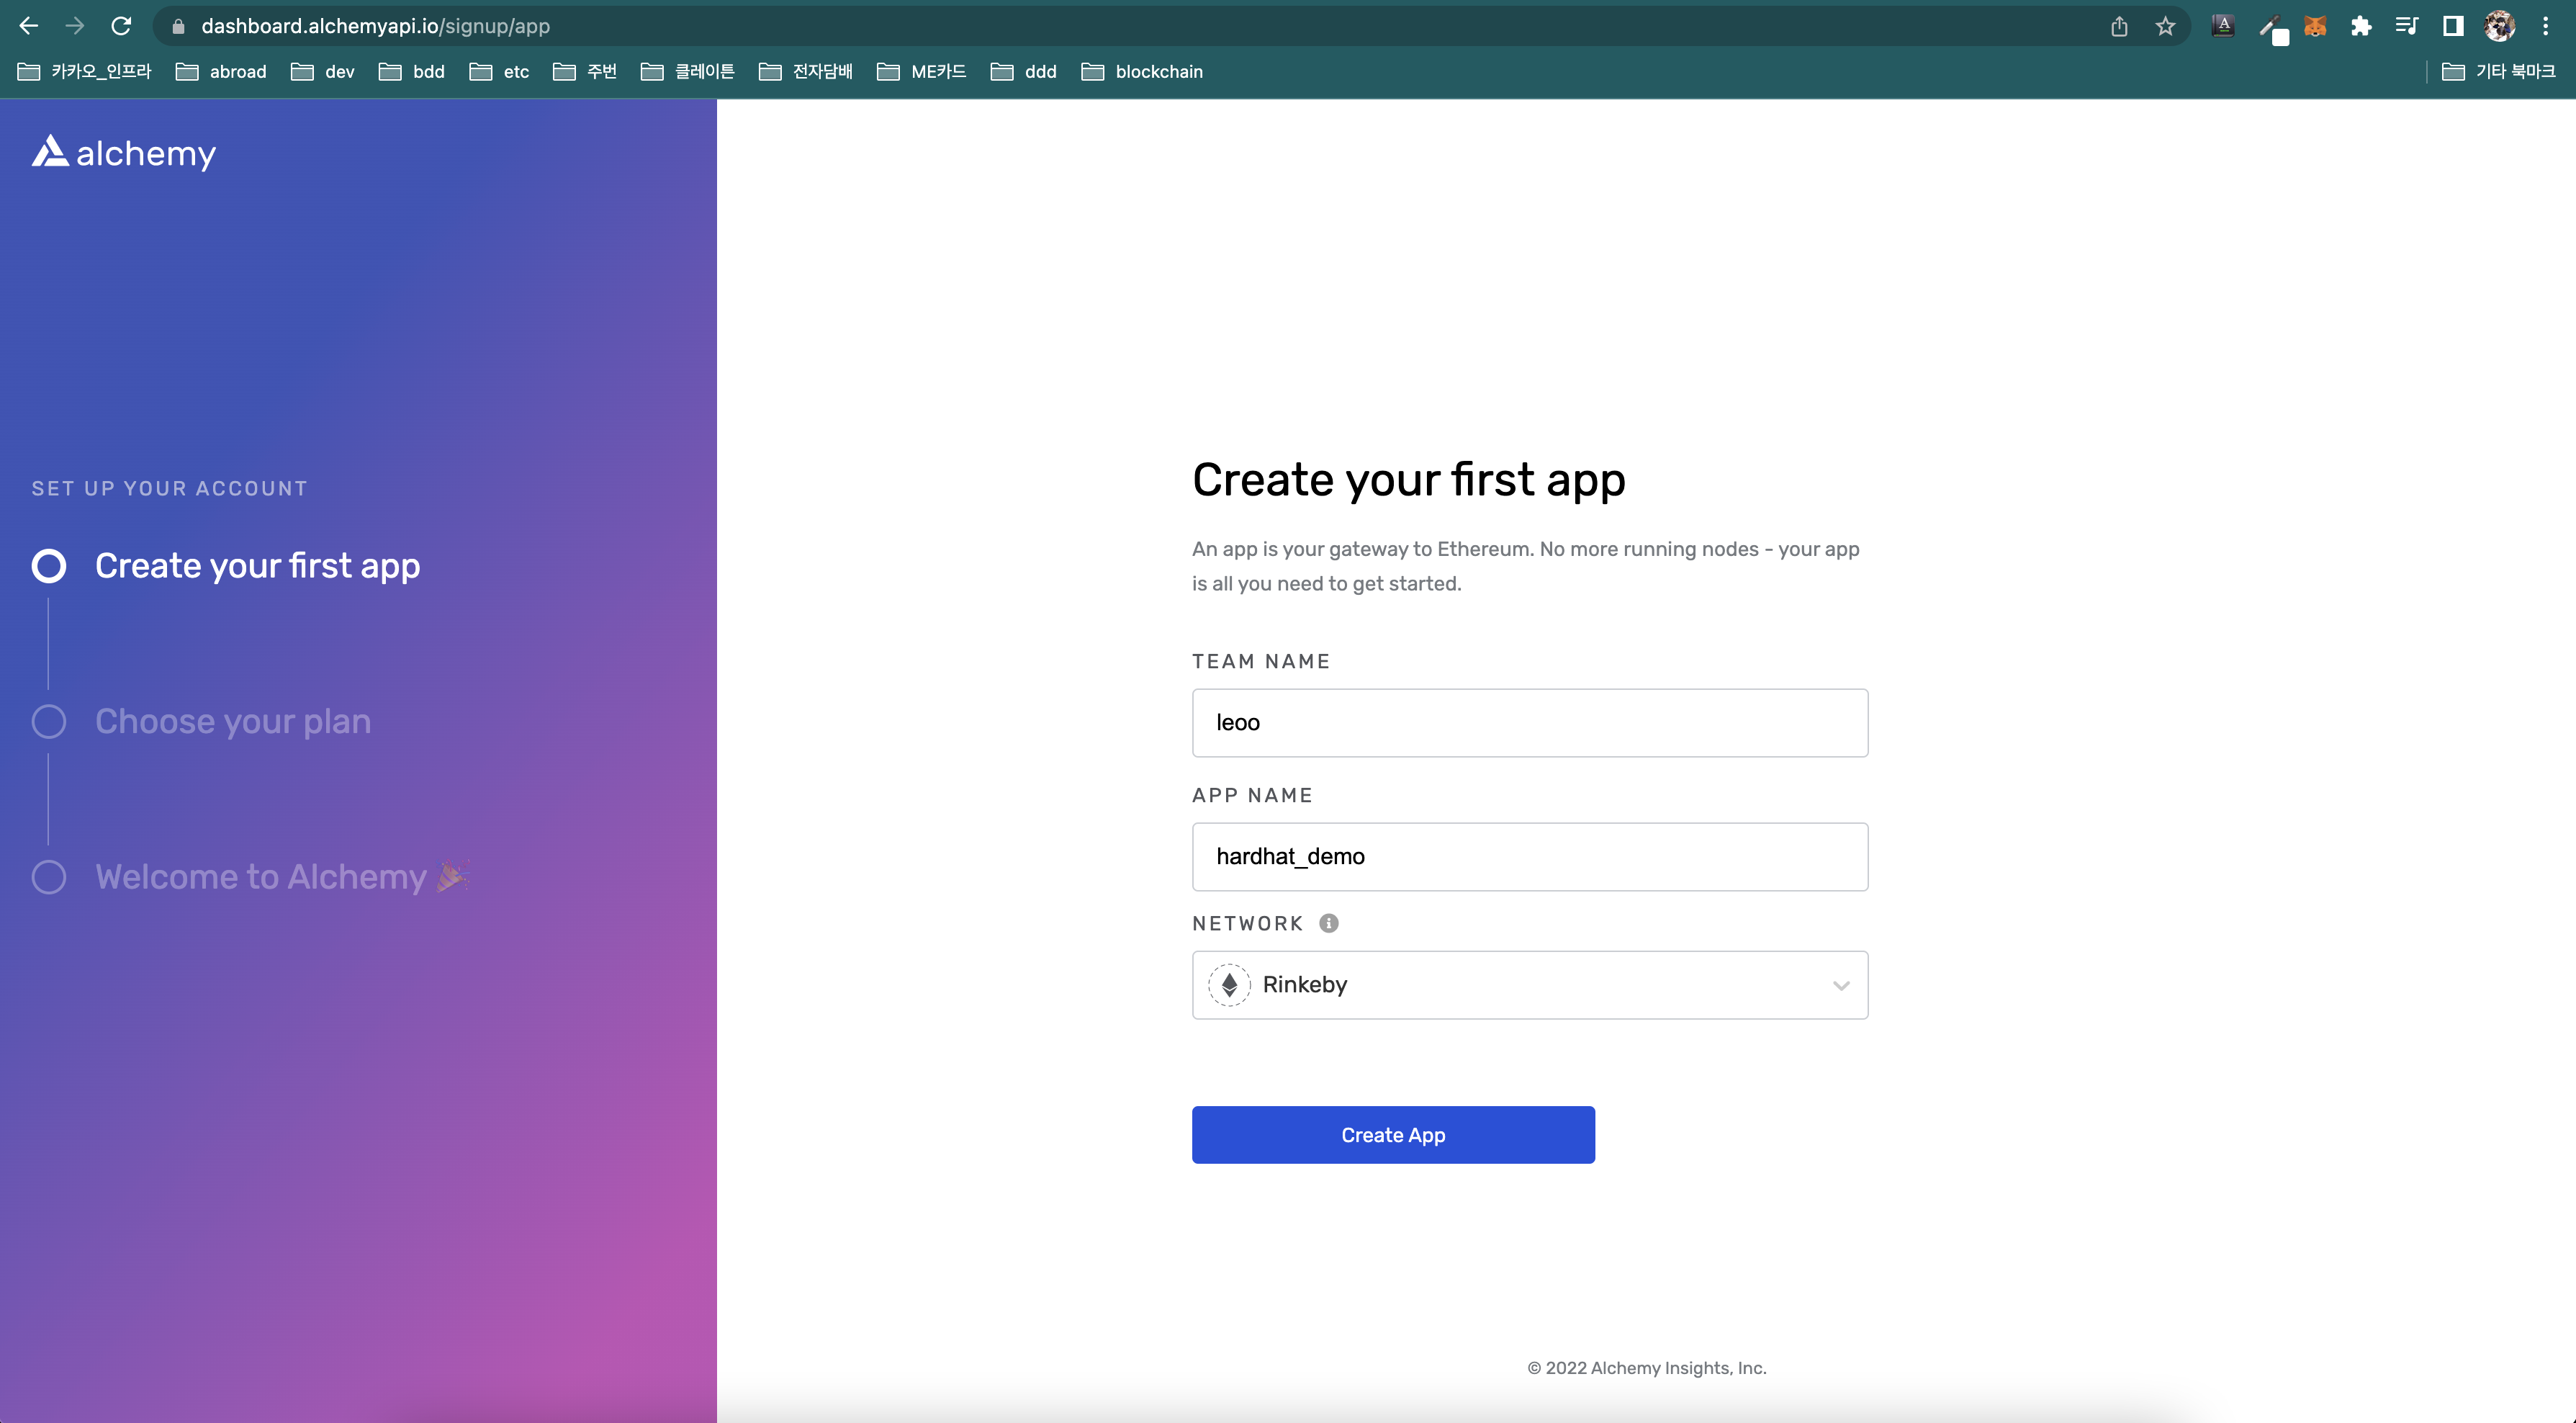 dashboard.alchemyapi.io/signup/app
카카오_인프라 abroad dev bdd etc 주번 클레이튼 전자담배 ME카드 ddd blockchain 기타 북마크
alchemy
SET UP YOUR ACCOUNT
Create your first app
Choose your plan
Welcome to Alchemy 🎉
Create your first app
An app is your gateway to Ethereum. No more running nodes - your app
is all you need to get started.
TEAM NAME
leoo
APP NAME
hardhat_demo
NETWORK
Rinkeby
Create App
© 2022 Alchemy Insights, Inc.